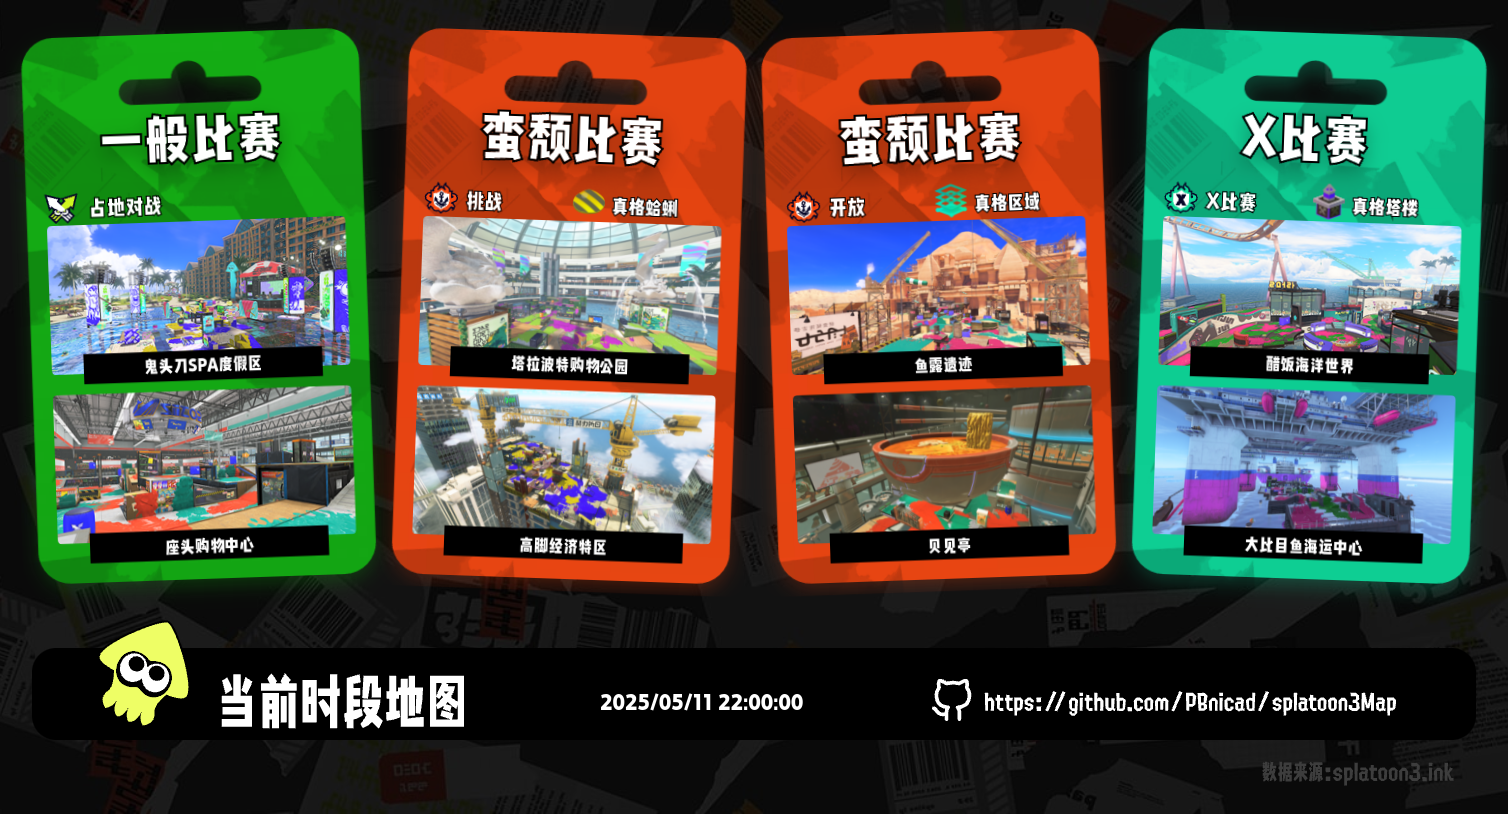 一般比赛
占地对战
鬼头刀SPA度假区
座头购物中心
蛮颓比赛
挑战
真格蛤蜊
塔拉波特购物公园
高脚经济特区
蛮颓比赛
开放
真格区域
鱼露遗迹
贝见亭
X比赛
X比赛
真格塔楼
醋饭海洋世界
大比目鱼海运中心
当前时段地图
2025/05/11 22:00:00
https://github.com/PBnicad/splatoon3Map
数据来源:splatoon3.ink